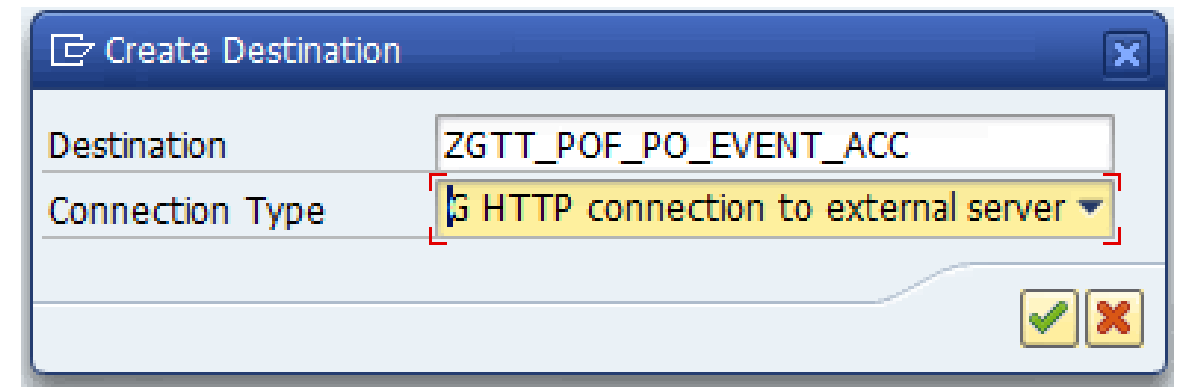 Create Destination
Destination ZGTT_POF_PO_EVENT_ACC
Connection Type G HTTP connection to external server